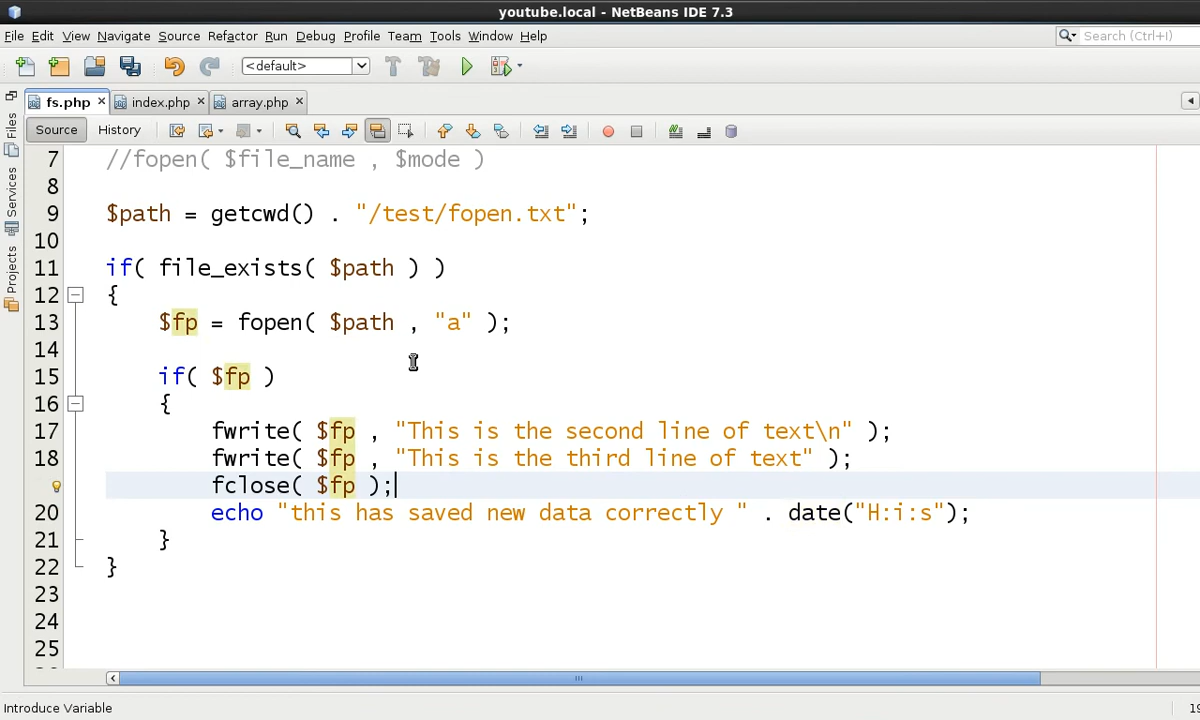 youtube.local - NetBeans IDE 7.3
File Edit View Navigate Source Refactor Run Debug Profile Team Tools Window Help
Search (Ctrl+I)
<default>
fs.php index.php array.php
Source History
Files
Services
Projects
7 //fopen( $file_name , $mode )
8
9 $path = getcwd() . "/test/fopen.txt";
10
11 if( file_exists( $path ) )
12 {
13 $fp = fopen( $path , "a" );
14
15 if( $fp )
16 {
17 fwrite( $fp , "This is the second line of text\n" );
18 fwrite( $fp , "This is the third line of text" );
fclose( $fp );
20 echo "this has saved new data correctly " . date("H:i:s");
21 }
22 }
23
24
25
Introduce Variable